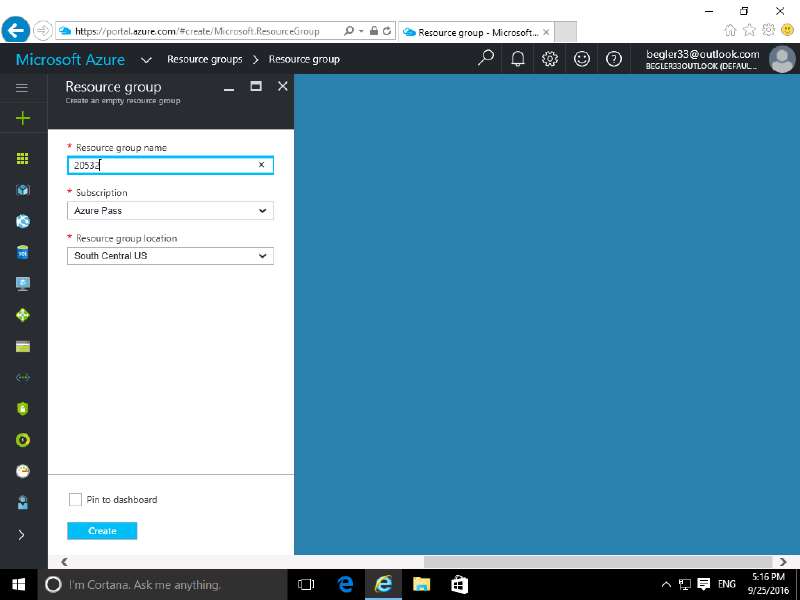 https://portal.azure.com/#create/Microsoft.ResourceGroup
Resource group - Microsoft...
Microsoft Azure
Resource groups
Resource group
begler33@outlook.com
BEGLER33OUTLOOK (DEFAUL...
Resource group
Create an empty resource group
* Resource group name
20532
* Subscription
Azure Pass
* Resource group location
South Central US
Pin to dashboard
Create
I'm Cortana. Ask me anything.
ENG
5:16 PM
9/25/2016